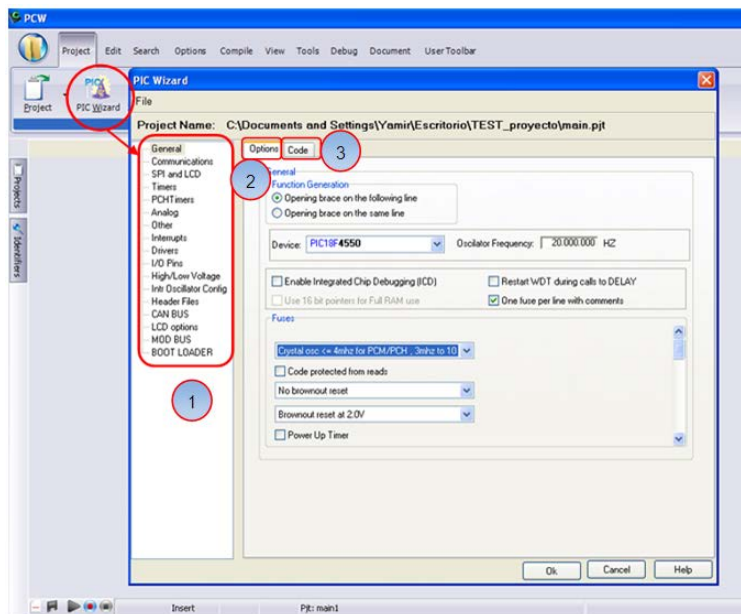 PCW
Project Edit Search Options Compile View Tools Debug Document User Toolbar
Project
PIC Wizard
PIC Wizard
File
Project Name: C:\Documents and Settings\Yamir\Escritorio\TEST_proyecto\main.pjt
General
Communications
SPI and LCD
Timers
PCHTimers
Analog
Other
Interrupts
Drivers
I/O Pins
High/Low Voltage
Intr Oscillator Config
Header Files
CAN BUS
LCD options
MOD BUS
BOOT LOADER
1
Options Code
2
3
General
Function Generation
Opening brace on the following line
Opening brace on the same line
Device: PIC18F4550 Oscilator Frequency: 20.000.000 HZ
Enable Integrated Chip Debugging (ICD) Restart WDT during calls to DELAY
Use 16 bit pointers for Full RAM use One fuse per line with comments
Fuses
Crystal osc <= 4mhz for PCM/PCH , 3mhz to 10
Code protected from reads
No brownout reset
Brownout reset at 2.0V
Power Up Timer
Ok Cancel Help
Projects
Identifiers
Insert Pjt: main1